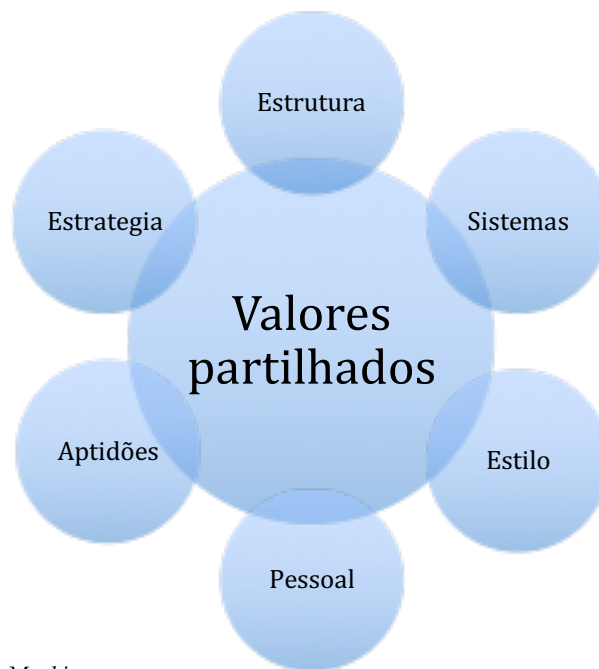 Estrutura
Estrategia
Sistemas
Valores
partilhados
Aptidões
Estilo
Pessoal